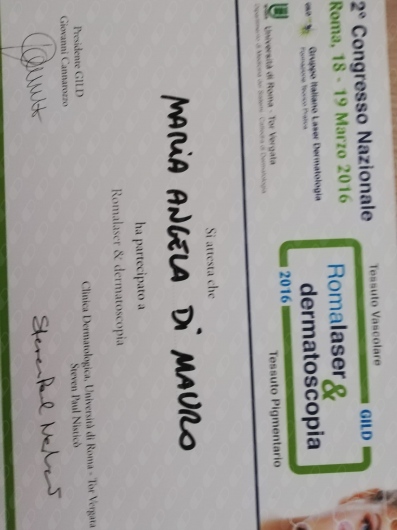 2° Congresso Nazionale
Roma, 18 - 19 Marzo 2016
Gruppo Italiano Laser Dermatologia
Università di Roma - Tor Vergata
Tessuto Vascolare
GILD
Romalaser &
dermatoscopia
2016
Tessuto Pigmentario
Si attesta che
MARIA ANGELA DI MAURO
ha partecipato a
Romalaser & dermatoscopia
Presidente GILD
Giovanni Cannarozzo
Clinica Dermatologica, Università di Roma - Tor Vergata
Steven Paul Nisticò